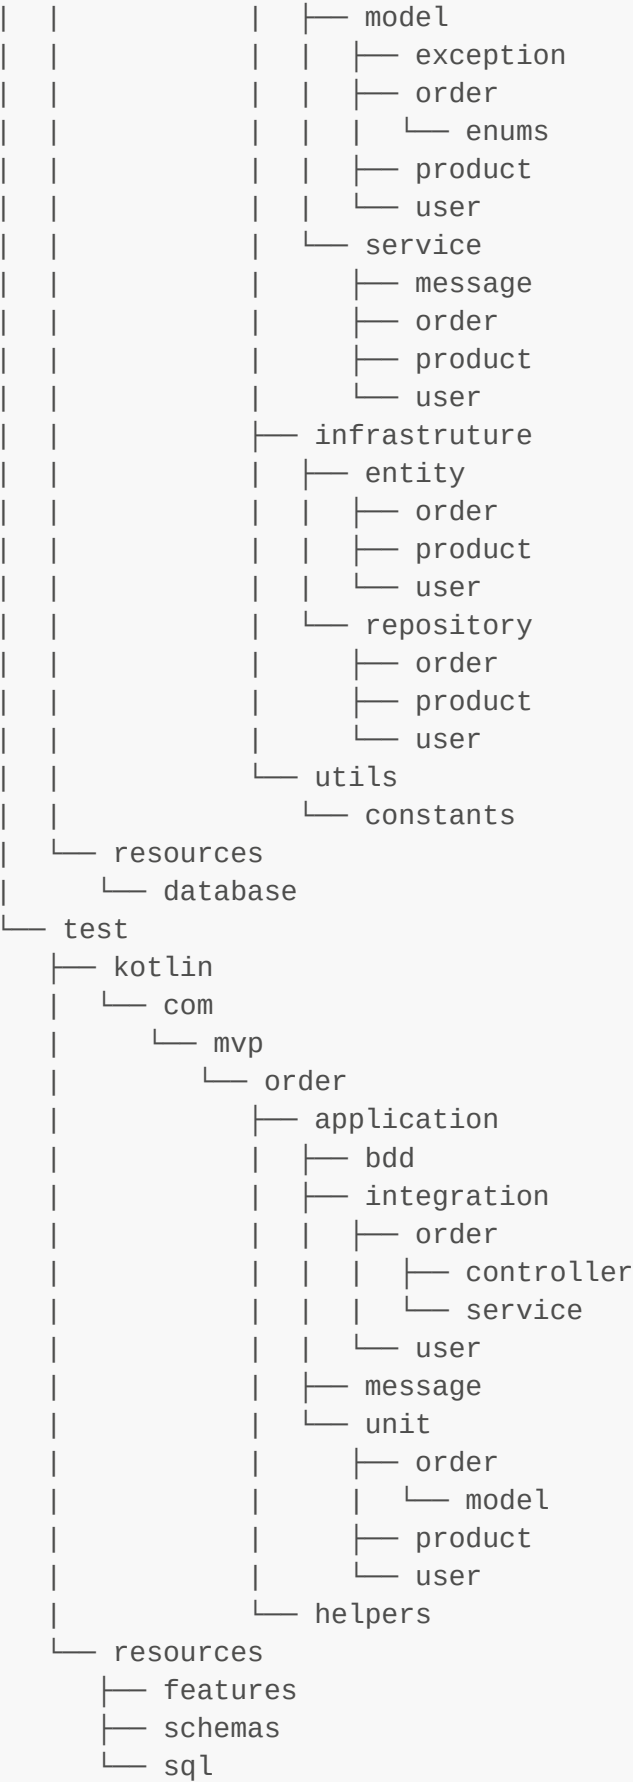 │   │               │   ├── model
│   │               │   │   ├── exception
│   │               │   │   ├── order
│   │               │   │   │   └── enums
│   │               │   │   ├── product
│   │               │   │   └── user
│   │               │   └── service
│   │               │       ├── message
│   │               │       ├── order
│   │               │       ├── product
│   │               │       └── user
│   │               ├── infrastruture
│   │               │   ├── entity
│   │               │   │   ├── order
│   │               │   │   ├── product
│   │               │   │   └── user
│   │               │   └── repository
│   │               │       ├── order
│   │               │       ├── product
│   │               │       └── user
│   │               └── utils
│   │                   └── constants
│   └── resources
│       └── database
└── test
    ├── kotlin
    │   └── com
    │       └── mvp
    │           └── order
    │               ├── application
    │               │   ├── bdd
    │               │   ├── integration
    │               │   │   ├── order
    │               │   │   │   ├── controller
    │               │   │   │   └── service
    │               │   │   └── user
    │               │   ├── message
    │               │   └── unit
    │               │       ├── order
    │               │       │   └── model
    │               │       ├── product
    │               │       └── user
    │               └── helpers
    └── resources
        ├── features
        ├── schemas
        └── sql